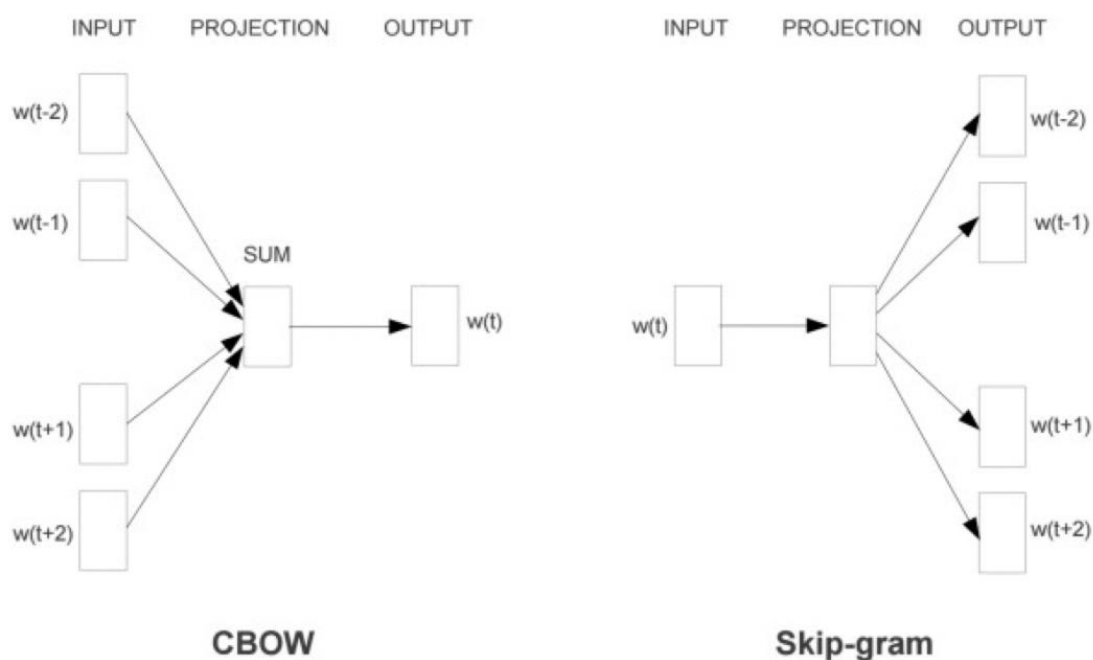 INPUT PROJECTION OUTPUT
w(t-2)
w(t-1)
SUM
w(t)
w(t+1)
w(t+2)
CBOW
INPUT PROJECTION OUTPUT
w(t-2)
w(t-1)
w(t)
w(t+1)
w(t+2)
Skip-gram